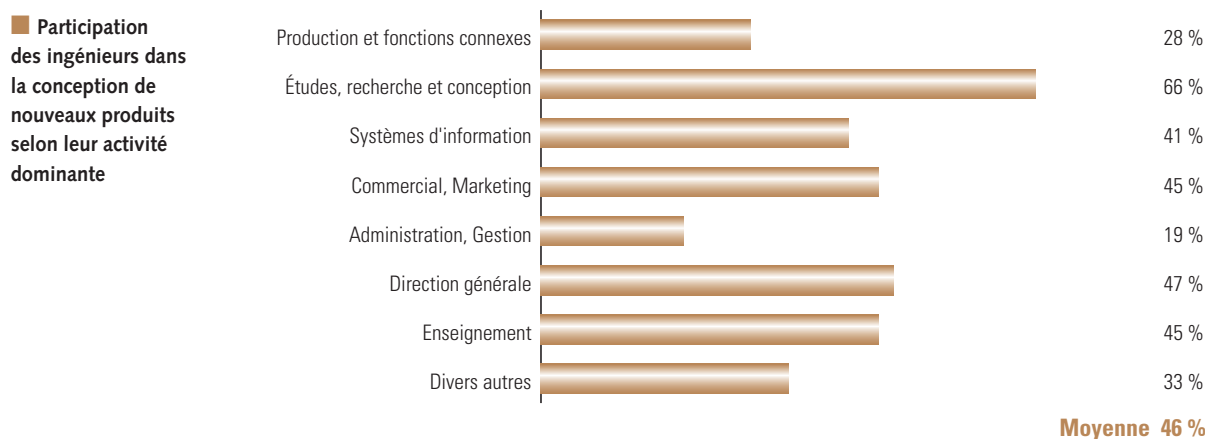 Participation
des ingénieurs dans
la conception de
nouveaux produits
selon leur activité
dominante
Production et fonctions connexes 28 %
Études, recherche et conception 66 %
Systèmes d'information 41 %
Commercial, Marketing 45 %
Administration, Gestion 19 %
Direction générale 47 %
Enseignement 45 %
Divers autres 33 %
Moyenne 46 %